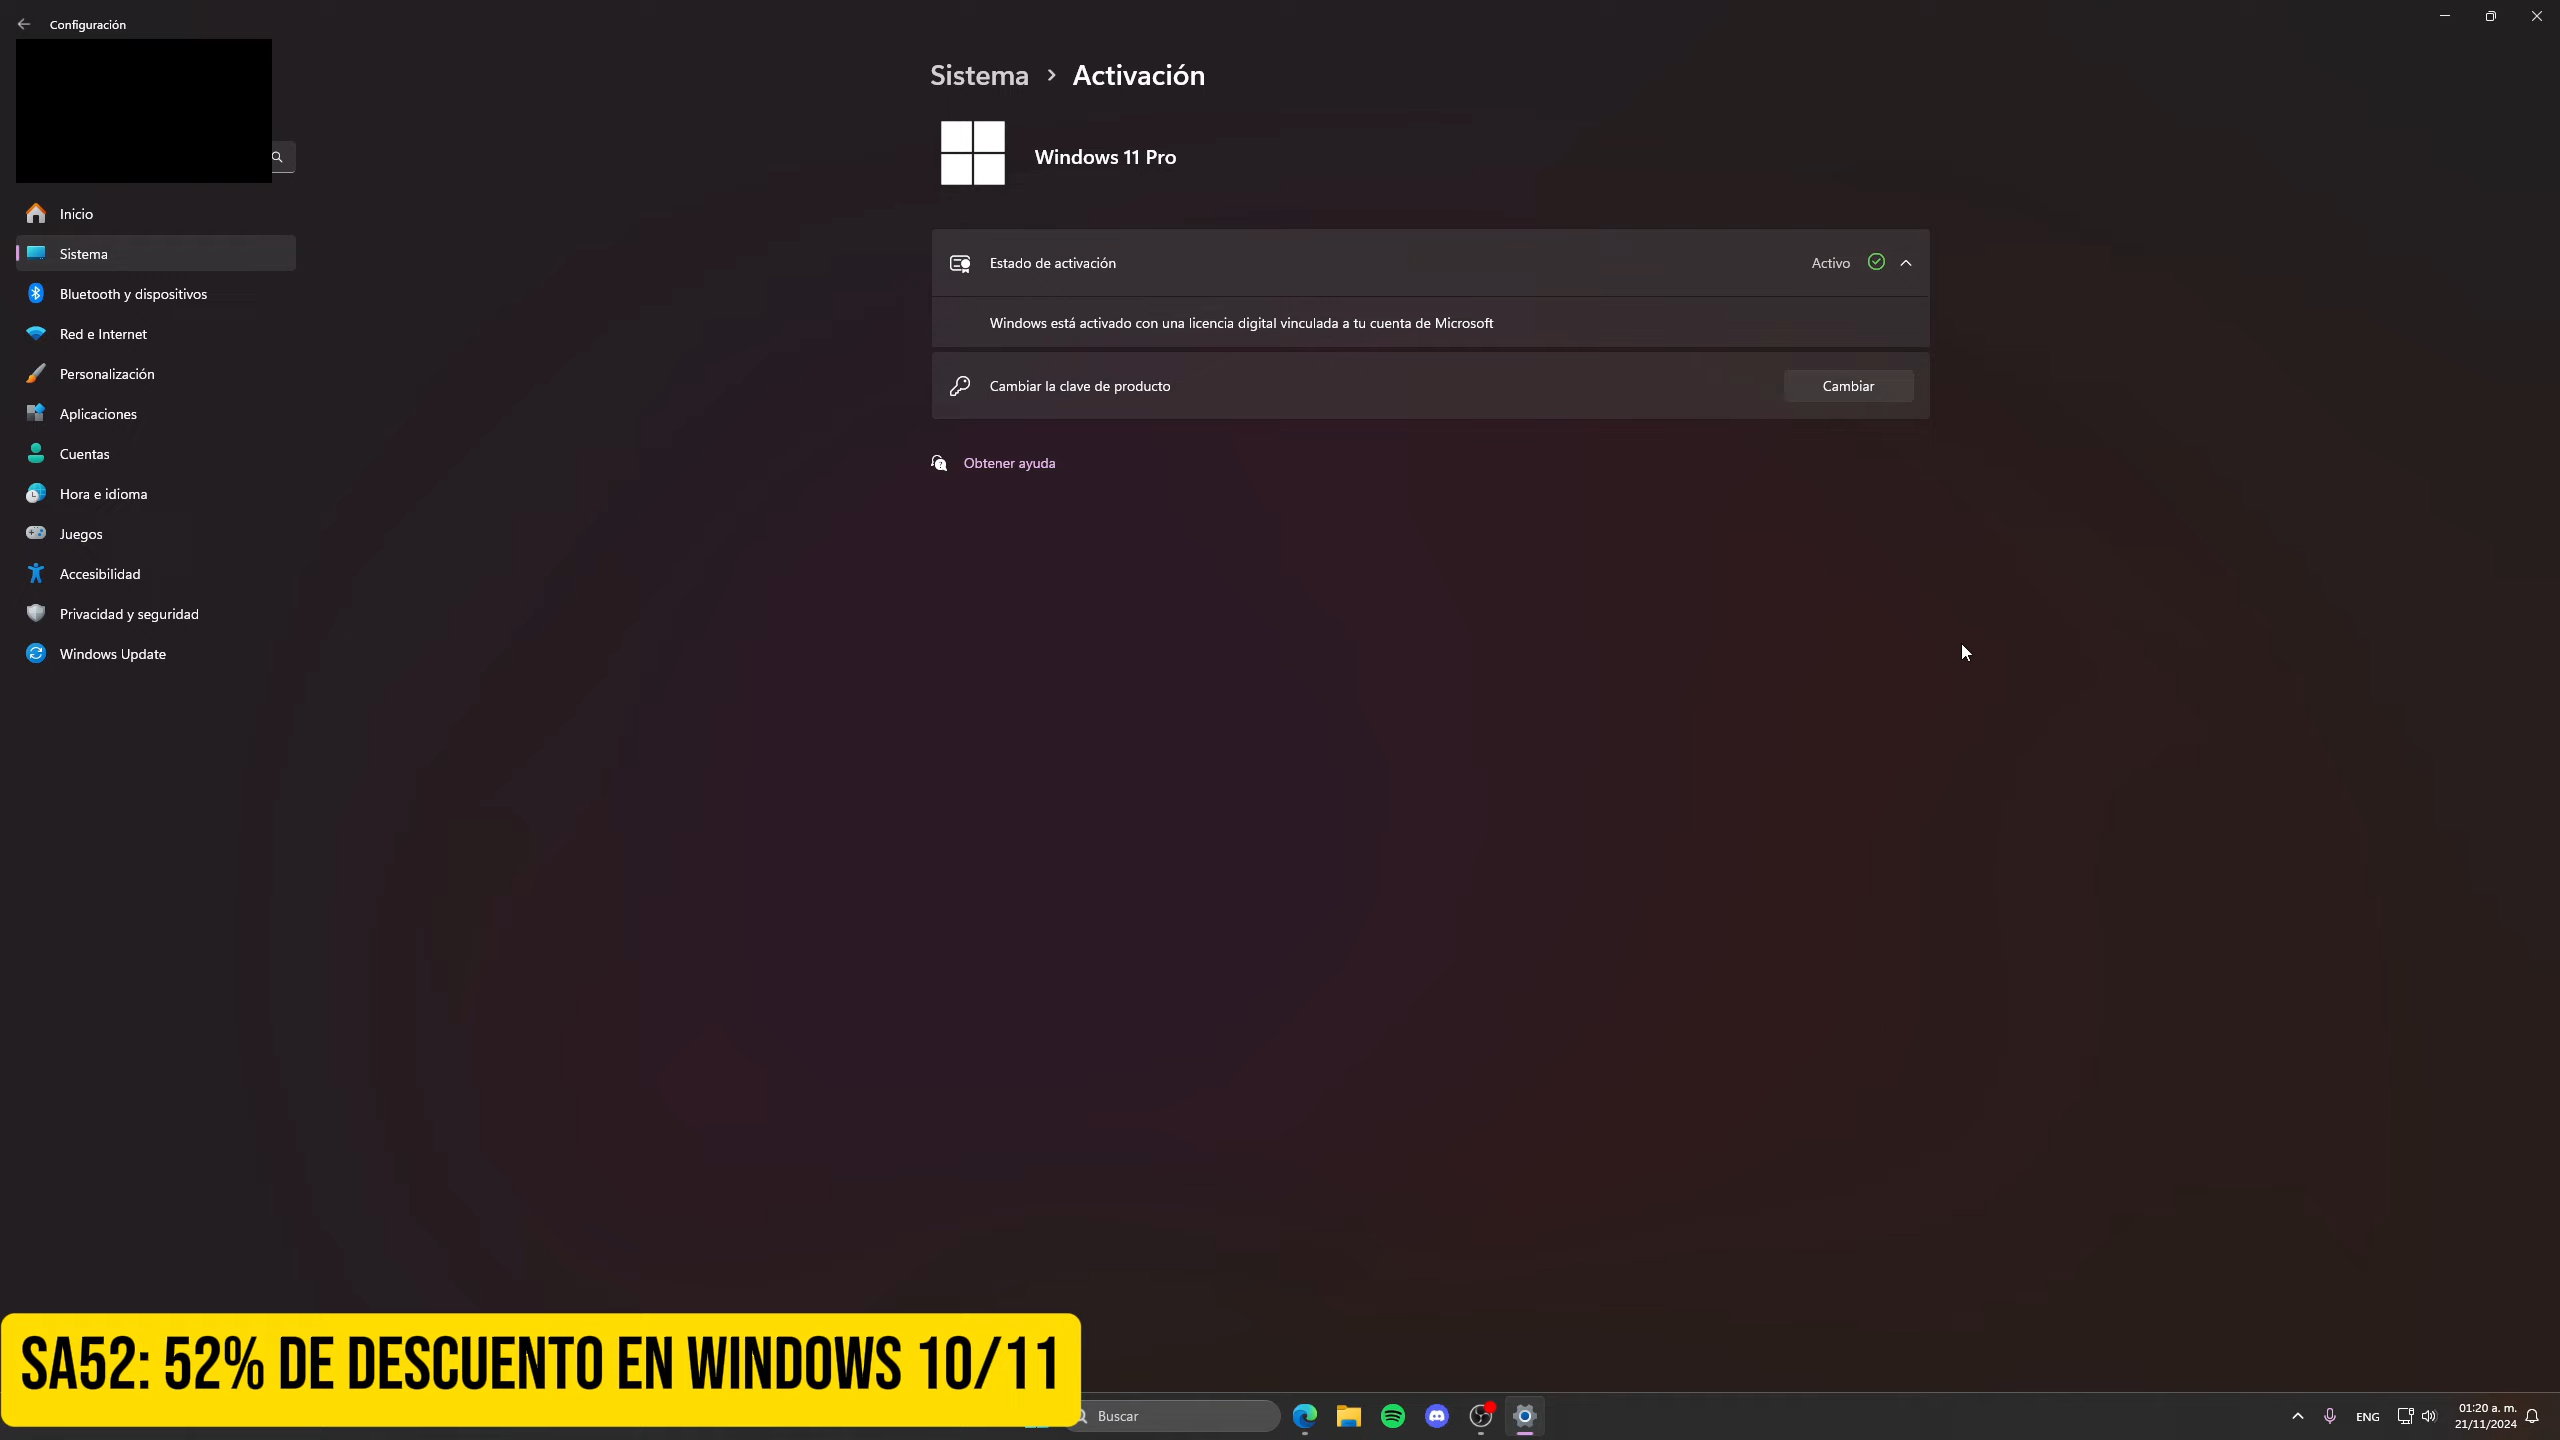 Configuración
Sistema > Activación
Windows 11 Pro
Inicio
Sistema
Bluetooth y dispositivos
Red e Internet
Personalización
Aplicaciones
Cuentas
Hora e idioma
Juegos
Accesibilidad
Privacidad y seguridad
Windows Update
Estado de activación
Activo
Windows está activado con una licencia digital vinculada a tu cuenta de Microsoft
Cambiar la clave de producto
Cambiar
Obtener ayuda
SA52: 52% DE DESCUENTO EN WINDOWS 10/11
Buscar
ENG
01:20 a. m.
21/11/2024